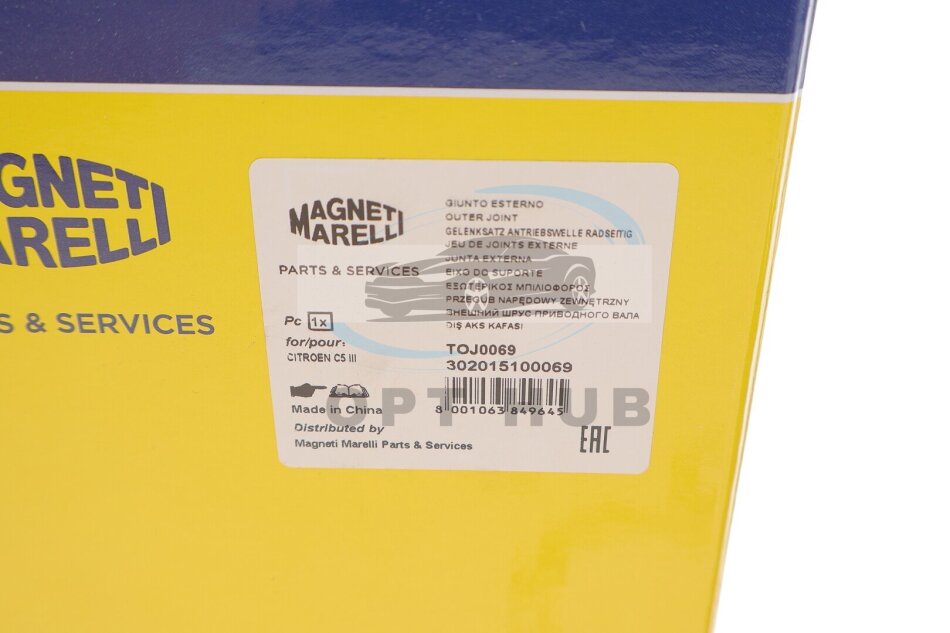 AGNETI
ARELLI
S & SERVICES
MAGNETI
MARELLI
PARTS & SERVICES
Pc 1x
for/pour:
CITROEN C5 III
Made in China
Distributed by
Magneti Marelli Parts & Services
GIUNTO ESTERNO
OUTER JOINT
GELENKSATZ ANTRIEBSWELLE RADSEITIG
JEU DE JOINTS EXTERNE
JUNTA EXTERNA
EIXO DO SUPORTE
ΕΞΩΤΕΡΙΚΟΣ ΜΠΙΛΙΟΦΟΡΟΣ
PRZEGUB NAPĘDOWY ZEWNĘTRZNY
ВНЕШНИЙ ШРУС ПРИВОДНОГО ВАЛА
DIŞ AKS KAFASI
TOJ0069
302015100069
8 001063 849645
EAC
OPT HUB